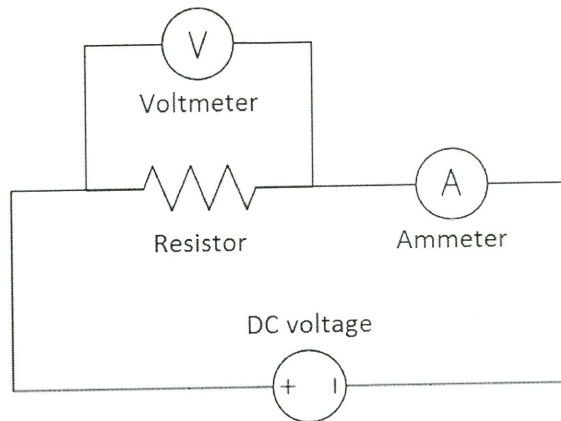 V
Voltmeter
A
Resistor
Ammeter
DC voltage
+ -